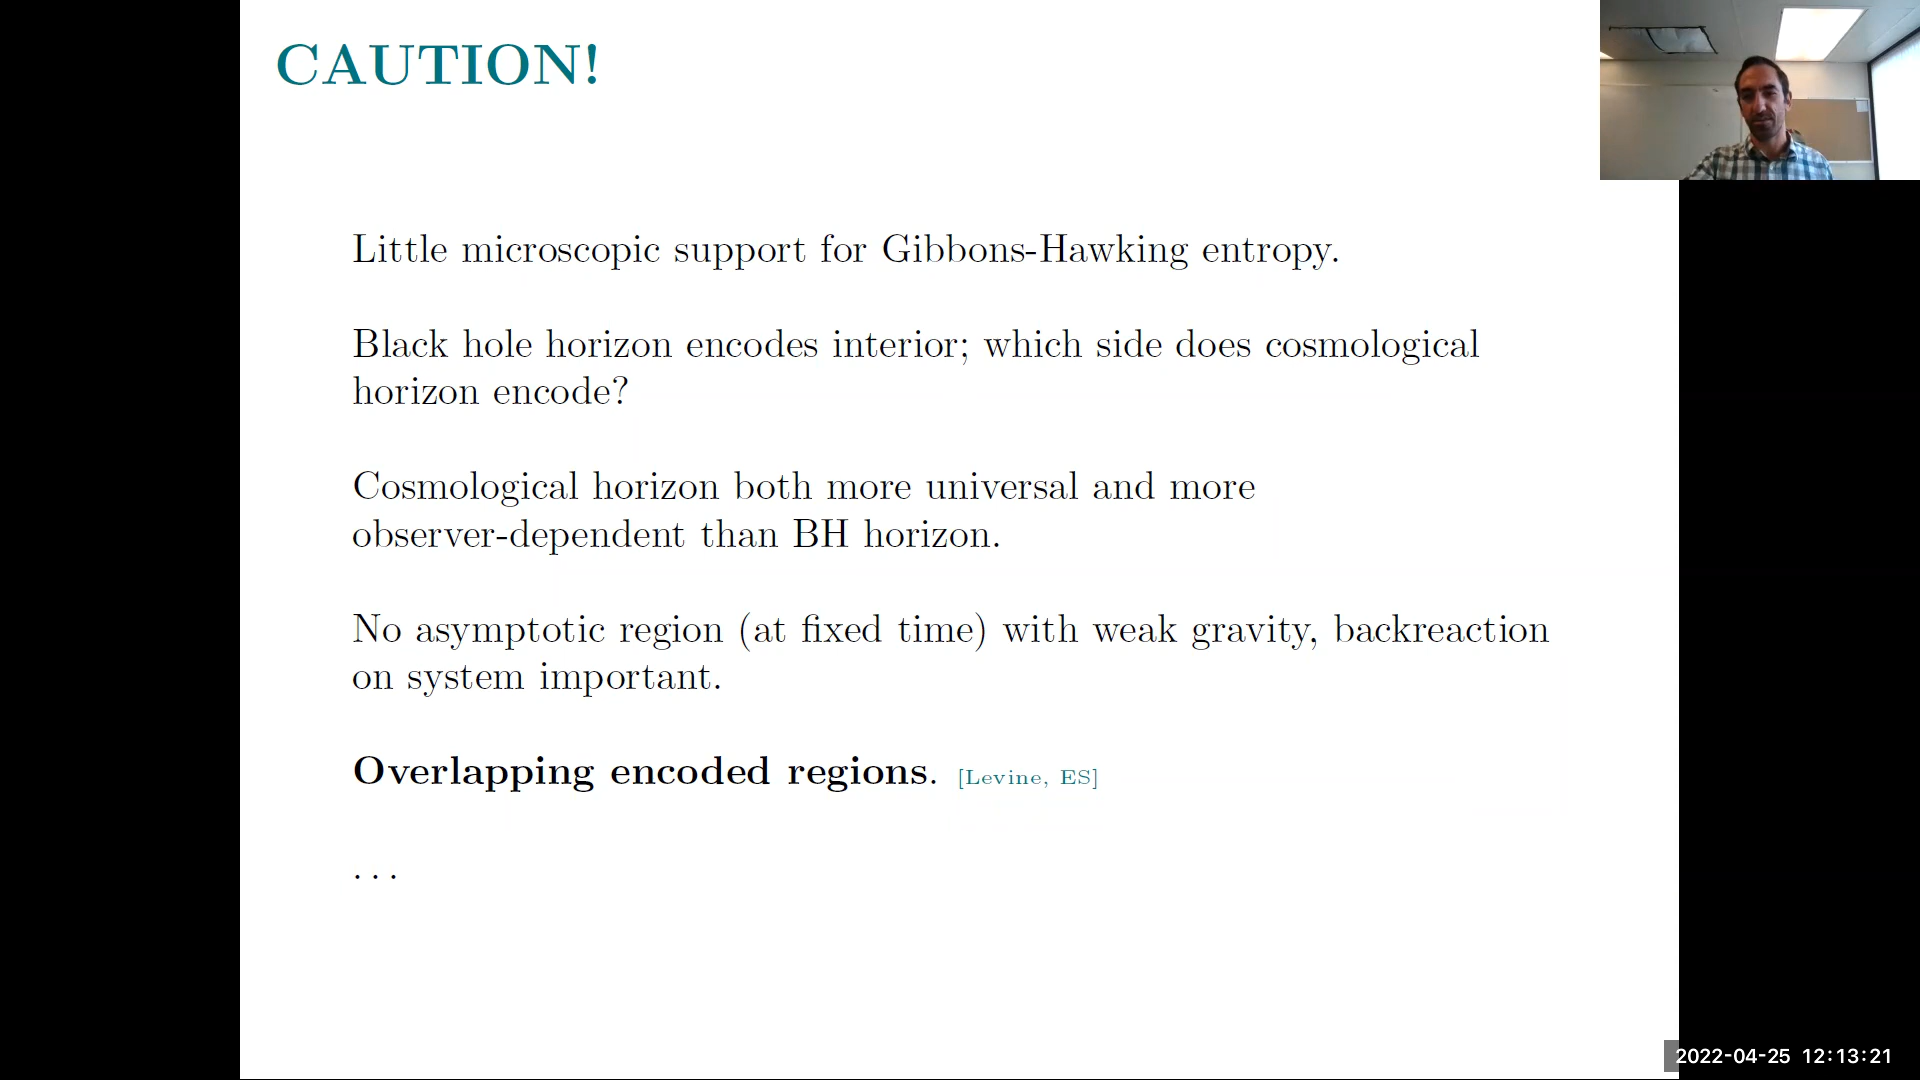 CAUTION!
Little microscopic support for Gibbons-Hawking entropy.
Black hole horizon encodes interior; which side does cosmological
horizon encode?
Cosmological horizon both more universal and more
observer-dependent than BH horizon.
No asymptotic region (at fixed time) with weak gravity, backreaction
on system important.
Overlapping encoded regions. [Levine, ES]
...
2022-04-25 12:13:21